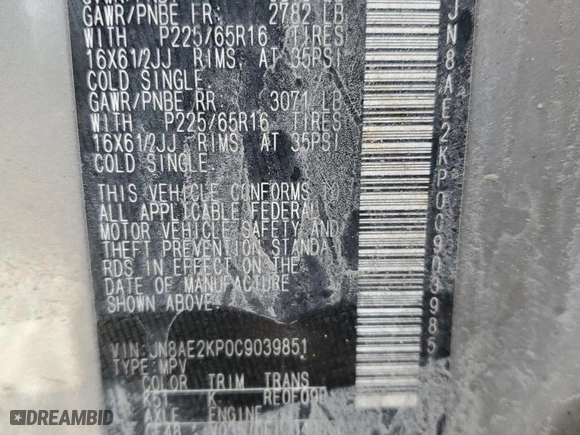 GAWR/PNBE FR: 2782 LB
WITH P225/65R16 TIRES
16X61/2JJ RIMS, AT 35PSI
COLD SINGLE
GAWR/PNBE RR: 3071 LB
WITH P225/65R16 TIRES
16X61/2JJ RIMS, AT 35PSI
COLD SINGLE
THIS VEHICLE CONFORMS TO
ALL APPLICABLE FEDERAL
MOTOR VEHICLE SAFETY AND
THEFT PREVENTION STANDA
RDS IN EFFECT ON THE
DATE OF MANUFACTURE
SHOWN ABOVE.
VIN:JN8AE2KP0C9039851
TYPE:MPV
COLOR TRIM TRANS
K51 K RE0F09B
AXLE ENGINE
DREAMBID